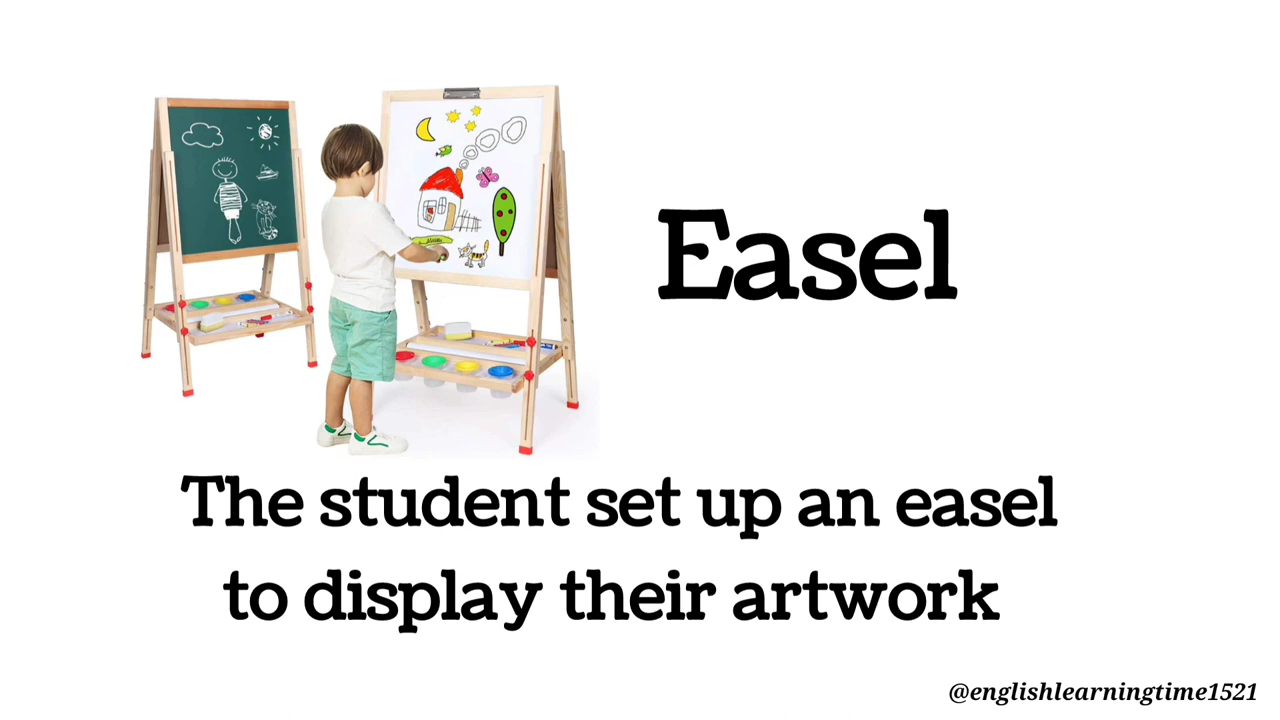 Easel
The student set up an easel
to display their artwork
@englishlearningtime1521